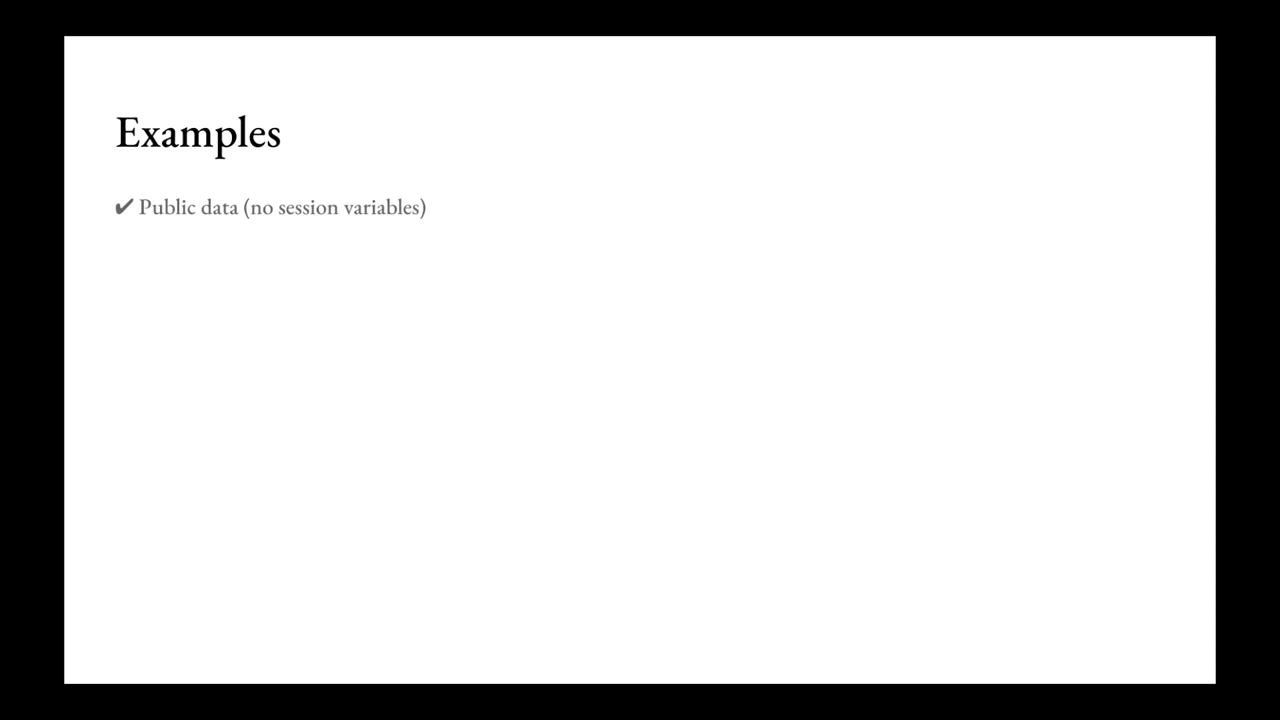 Examples
✔ Public data (no session variables)